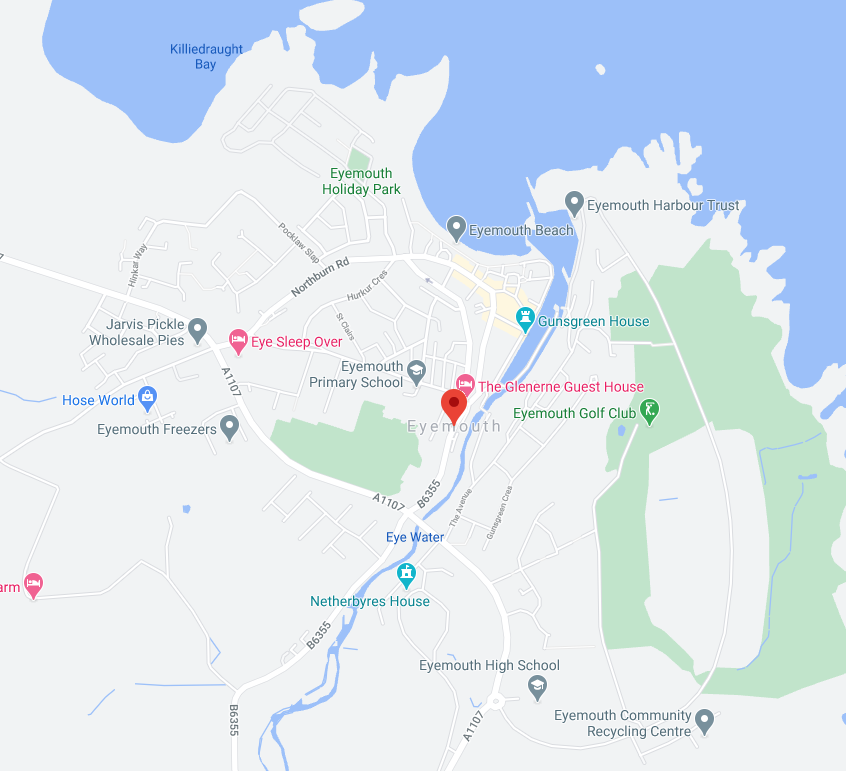 Killiedraught
Bay
Eyemouth
Holiday Park
Eyemouth Harbour Trust
Eyemouth Beach
Pocklaw Slap
Hinkar Way
Northburn Rd
Hurkur Cres
Jarvis Pickle
Wholesale Pies
St Clairs
Gunsgreen House
Eye Sleep Over
Eyemouth
Primary School
A1107
The Glenerne Guest House
Hose World
Eyemouth Golf Club
Eyemouth Freezers
Eyemouth
A1107
B6355
The Avenue
Gunsgreen Cres
Eye Water
arm
Netherbyres House
B6355
Eyemouth High School
B6355
A1107
Eyemouth Community
Recycling Centre